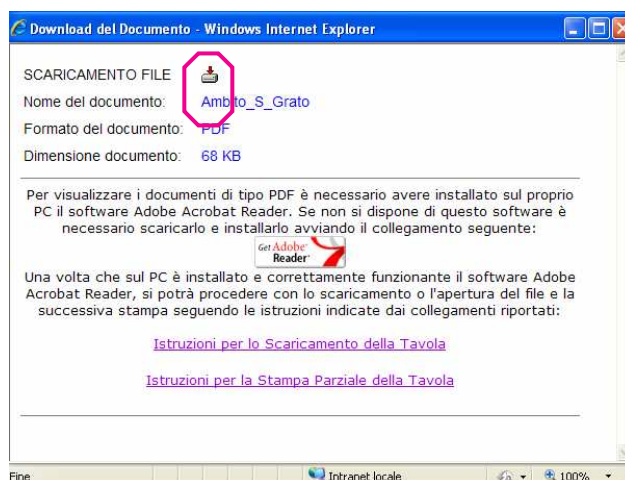 Download del Documento - Windows Internet Explorer
SCARICAMENTO FILE
Nome del documento: Ambito_S_Grato
Formato del documento: PDF
Dimensione documento: 68 KB
Per visualizzare i documenti di tipo PDF è necessario avere installato sul proprio
PC il software Adobe Acrobat Reader. Se non si dispone di questo software è
necessario scaricarlo e installarlo avviando il collegamento seguente:
Get Adobe
Reader
Una volta che sul PC è installato e correttamente funzionante il software Adobe
Acrobat Reader, si potrà procedere con lo scaricamento o l'apertura del file e la
successiva stampa seguendo le istruzioni indicate dai collegamenti riportati:
Istruzioni per lo Scaricamento della Tavola
Istruzioni per la Stampa Parziale della Tavola
Fine
Intranet locale
100%